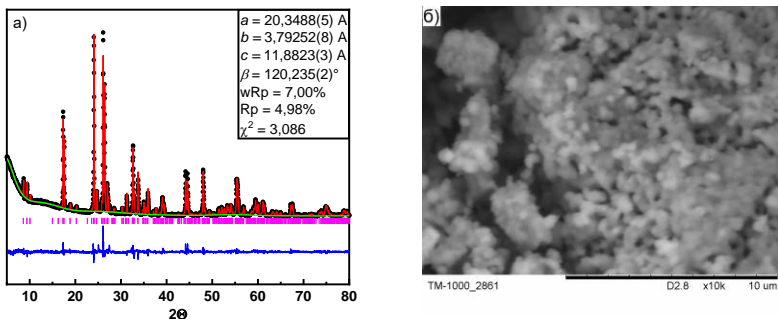 а)
a = 20,3488(5) A
b = 3,79252(8) A
c = 11,8823(3) A
β = 120,235(2)°
wRp = 7,00%
Rp = 4,98%
χ² = 3,086
10 20 30 40 50 60 70 80
2Θ
б)
TM-1000_2861 D2.8 x10k 10 um